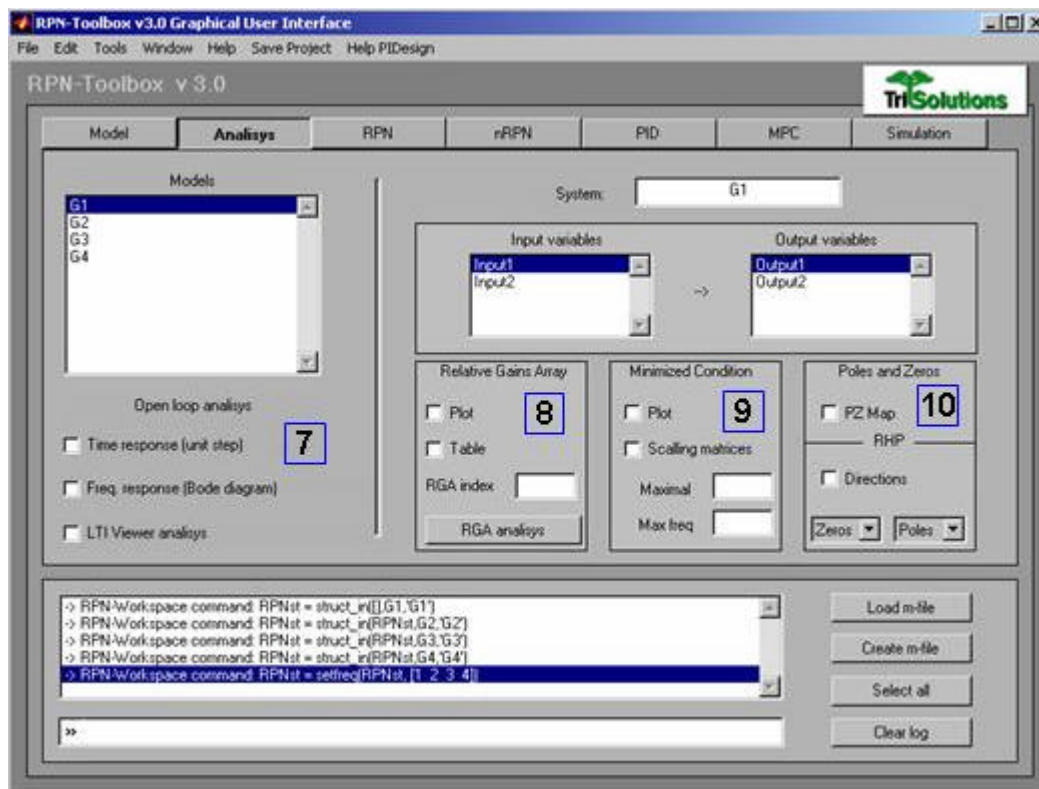 RPN-Toolbox v3.0 Graphical User Interface
File Edit Tools Window Help Save Project Help PIDesign
RPN-Toolbox v 3.0
TriSolutions
Model Analisys RPN nRPN PID MPC Simulation
Models
G1
G2
G3
G4
System: G1
Input variables
Input1
Input2
-->
Output variables
Output1
Output2
Open loop analisys
7
Time response (unit step)
Freq. response (Bode diagram)
LTI Viewer analisys
Relative Gains Array
Plot
8
Table
RGA index
RGA analisys
Minimized Condition
Plot
9
Scalling matrices
Maximal
Max freq
Poles and Zeros
PZ Map
10
RHP
Directions
Zeros Poles
-> RPN-Workspace command: RPNst = struct_in([],G1,'G1')
-> RPN-Workspace command: RPNst = struct_in(RPNst,G2,'G2')
-> RPN-Workspace command: RPNst = struct_in(RPNst,G3,'G3')
-> RPN-Workspace command: RPNst = struct_in(RPNst,G4,'G4')
-> RPN-Workspace command: RPNst = setfreq(RPNst, [1 2 3 4])
»
Load m-file
Create m-file
Select all
Clear log